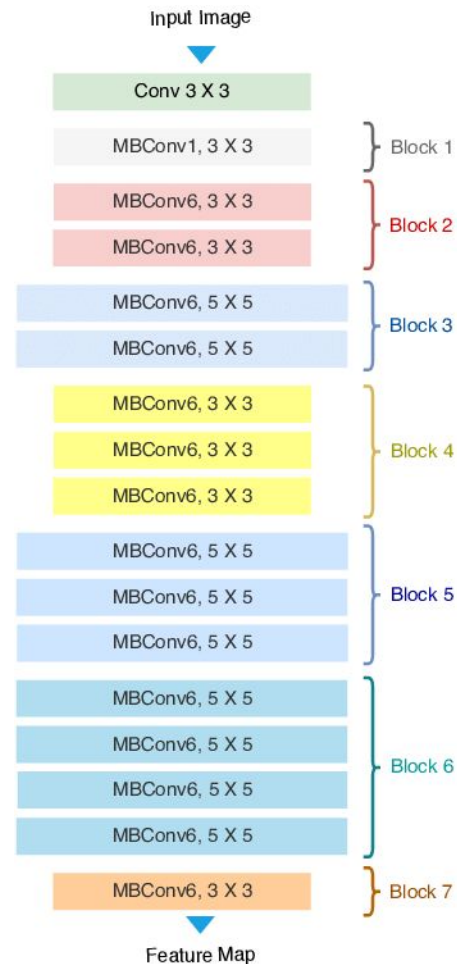 Input Image
Conv 3 X 3
MBConv1, 3 X 3
Block 1
MBConv6, 3 X 3
MBConv6, 3 X 3
Block 2
MBConv6, 5 X 5
MBConv6, 5 X 5
Block 3
MBConv6, 3 X 3
MBConv6, 3 X 3
MBConv6, 3 X 3
Block 4
MBConv6, 5 X 5
MBConv6, 5 X 5
MBConv6, 5 X 5
Block 5
MBConv6, 5 X 5
MBConv6, 5 X 5
MBConv6, 5 X 5
MBConv6, 5 X 5
Block 6
MBConv6, 3 X 3
Block 7
Feature Map